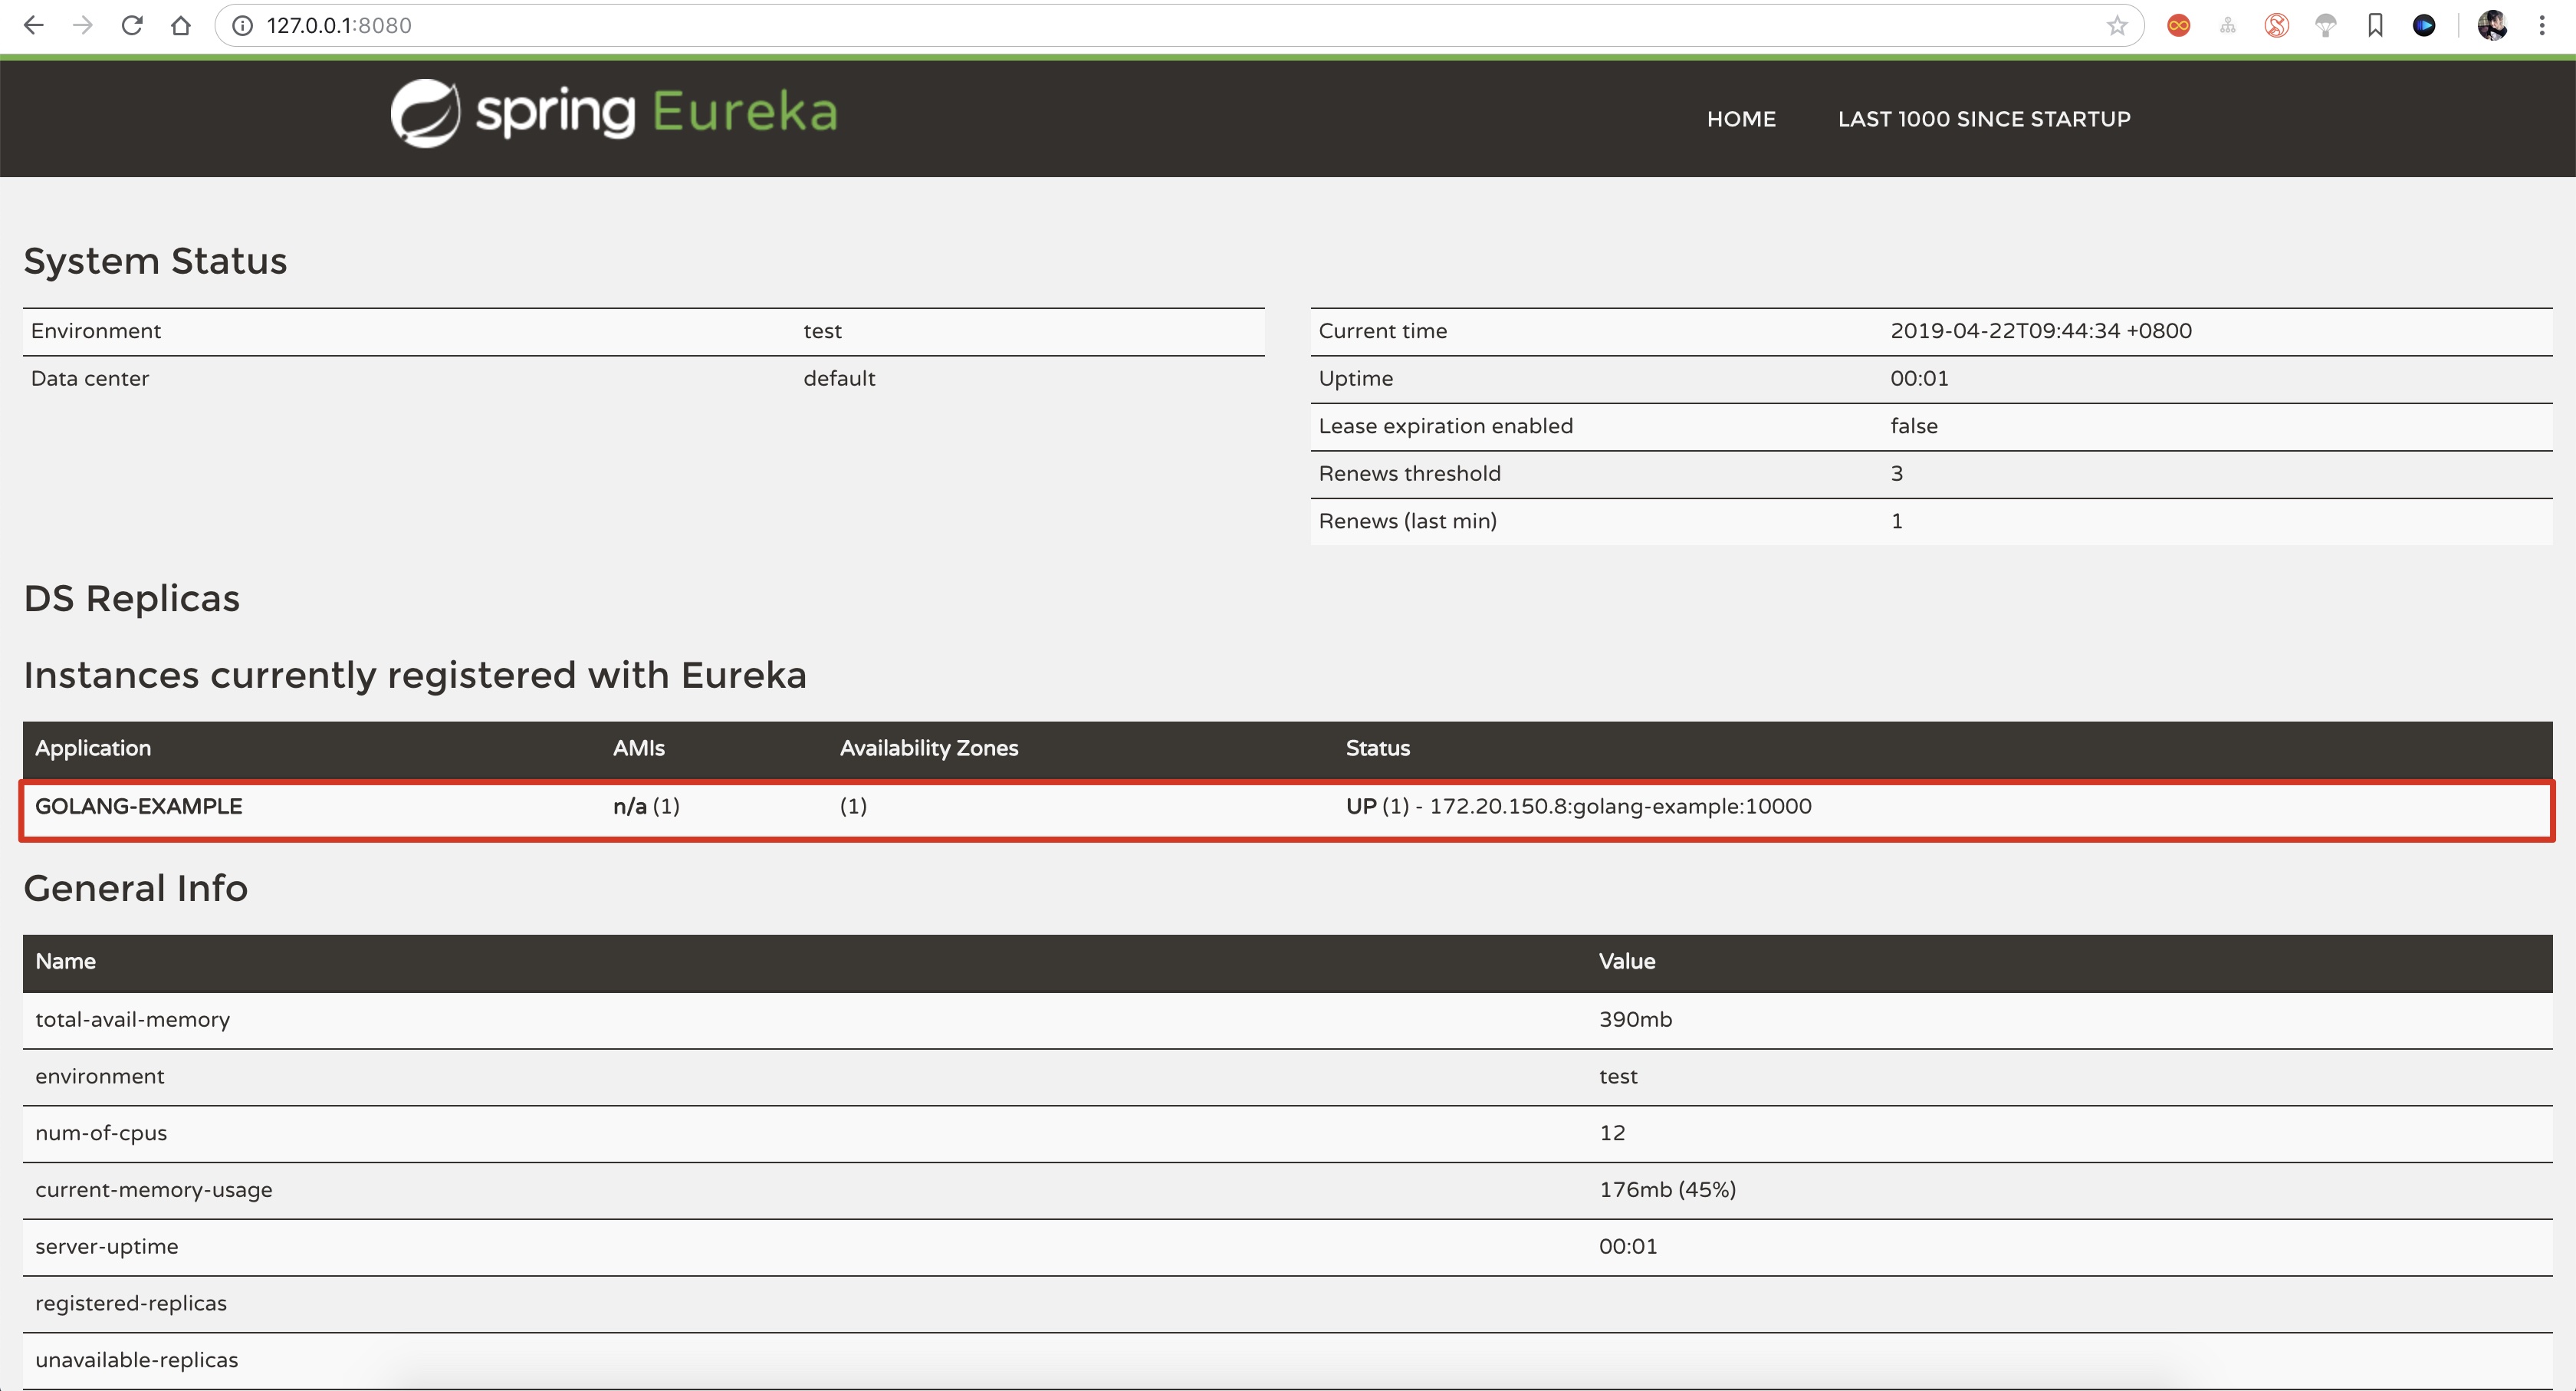 127.0.0.1:8080
spring Eureka
HOME LAST 1000 SINCE STARTUP
System Status
Environment test
Data center default
Current time 2019-04-22T09:44:34 +0800
Uptime 00:01
Lease expiration enabled false
Renews threshold 3
Renews (last min) 1
DS Replicas
Instances currently registered with Eureka
Application AMIs Availability Zones Status
GOLANG-EXAMPLE n/a (1) (1) UP (1) - 172.20.150.8:golang-example:10000
General Info
Name Value
total-avail-memory 390mb
environment test
num-of-cpus 12
current-memory-usage 176mb (45%)
server-uptime 00:01
registered-replicas
unavailable-replicas